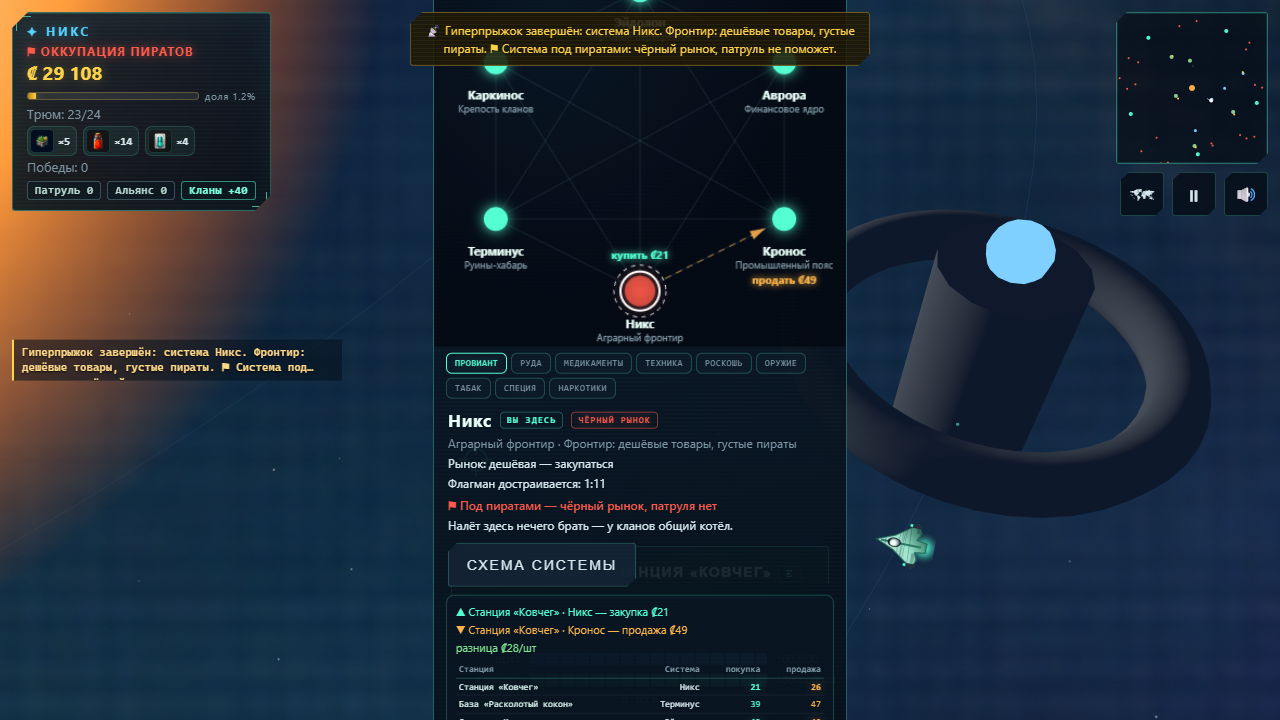 НИКС
ОККУПАЦИЯ ПИРАТОВ
₡ 29 108
доля 1.2%
Трюм: 23/24
×5
×14
×4
Победы: 0
Патруль 0
Альянс 0
Кланы +40
Гиперпрыжок завершён: система Никс. Фронтир: дешёвые товары, густые
пираты. Система под пиратами: чёрный рынок, патруль не поможет.
Каркинос
Крепость кланов
Аврора
Финансовое ядро
Терминус
Руины-хабарь
купить ₡21
Кронос
Промышленный пояс
продать ₡49
Никс
Аграрный фронтир
Гиперпрыжок завершён: система Никс. Фронтир:
дешёвые товары, густые пираты. Система под…
ПРОВИАНТ
РУДА
МЕДИКАМЕНТЫ
ТЕХНИКА
РОСКОШЬ
ОРУЖИЕ
ТАБАК
СПЕЦИЯ
НАРКОТИКИ
Никс
ВЫ ЗДЕСЬ
ЧЁРНЫЙ РЫНОК
Аграрный фронтир · Фронтир: дешёвые товары, густые пираты
Рынок: дешёвая — закупаться
Флагман достраивается: 1:11
Под пиратами — чёрный рынок, патруля нет
Налёт здесь нечего брать — у кланов общий котёл.
СХЕМА СИСТЕМЫ
НЦИЯ «КОВЧЕГ» E
▲ Станция «Ковчег» · Никс — закупка ₡21
▼ Станция «Ковчег» · Кронос — продажа ₡49
разница ₡28/шт
Станция Система покупка продажа
Станция «Ковчег» Никс 21 26
База «Расколотый кокон» Терминус 39 47